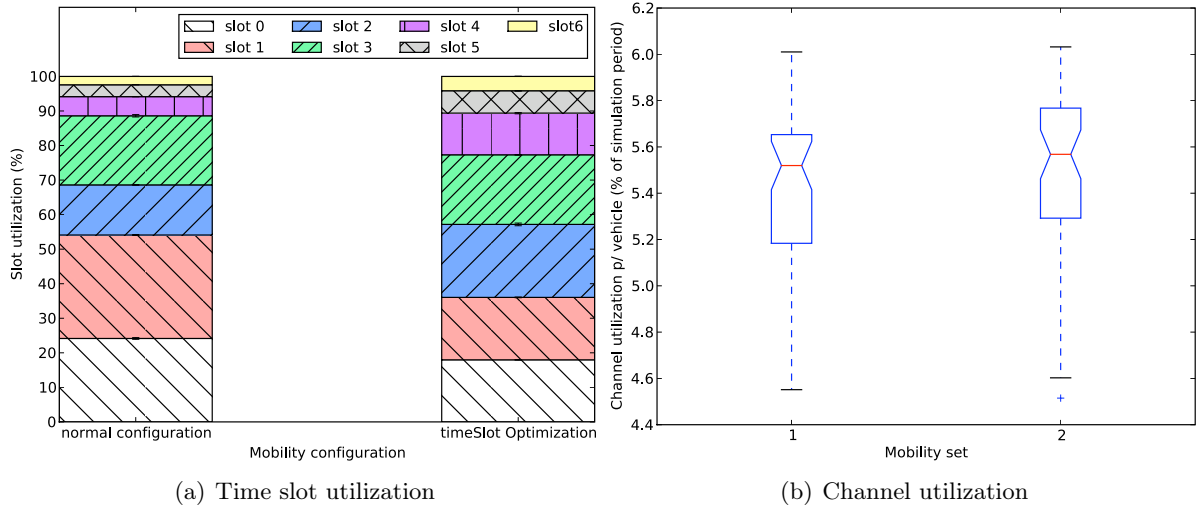 slot 0 slot 2 slot 4 slot6
slot 1 slot 3 slot 5
Slot utilization (%)
100
90
80
70
60
50
40
30
20
10
0
normal configuration timeSlot Optimization
Mobility configuration
(a) Time slot utilization
Channel utilization p/ vehicle (% of simulation period)
6.2
6.0
5.8
5.6
5.4
5.2
5.0
4.8
4.6
4.4
1 2
Mobility set
(b) Channel utilization